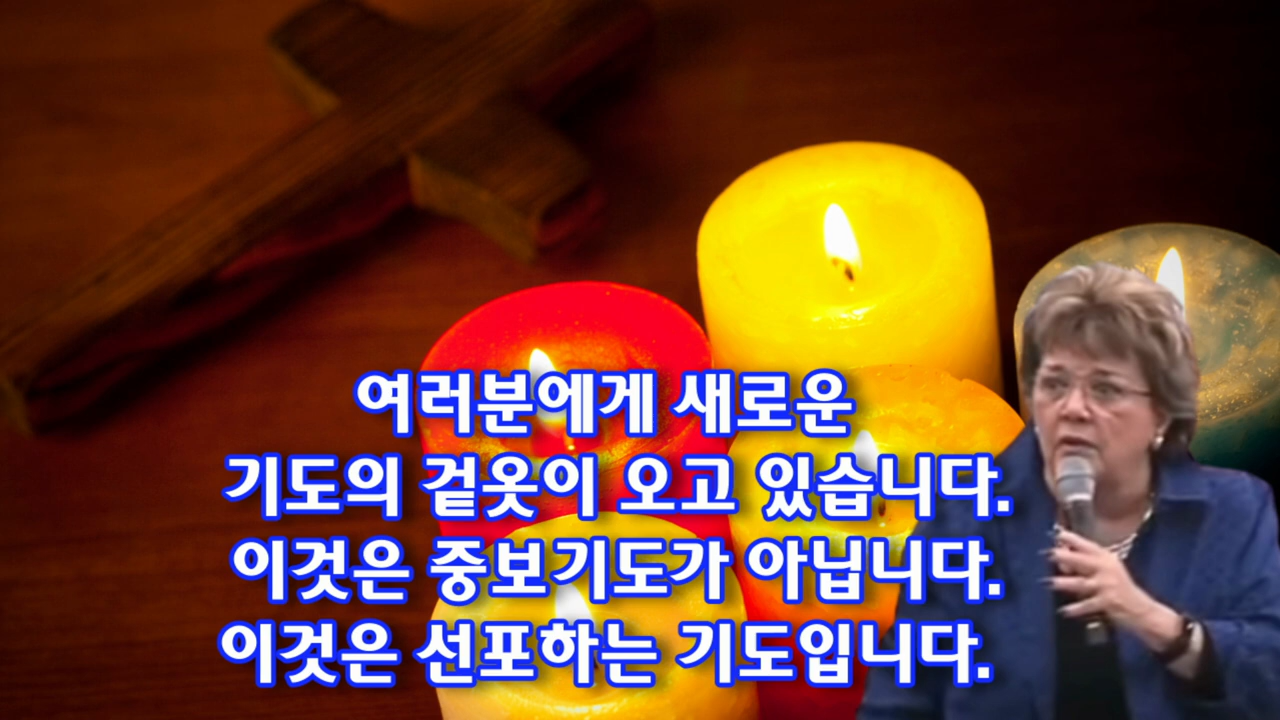 여러분에게 새로운
기도의 겉옷이 오고 있습니다.
이것은 중보기도가 아닙니다.
이것은 선포하는 기도입니다.